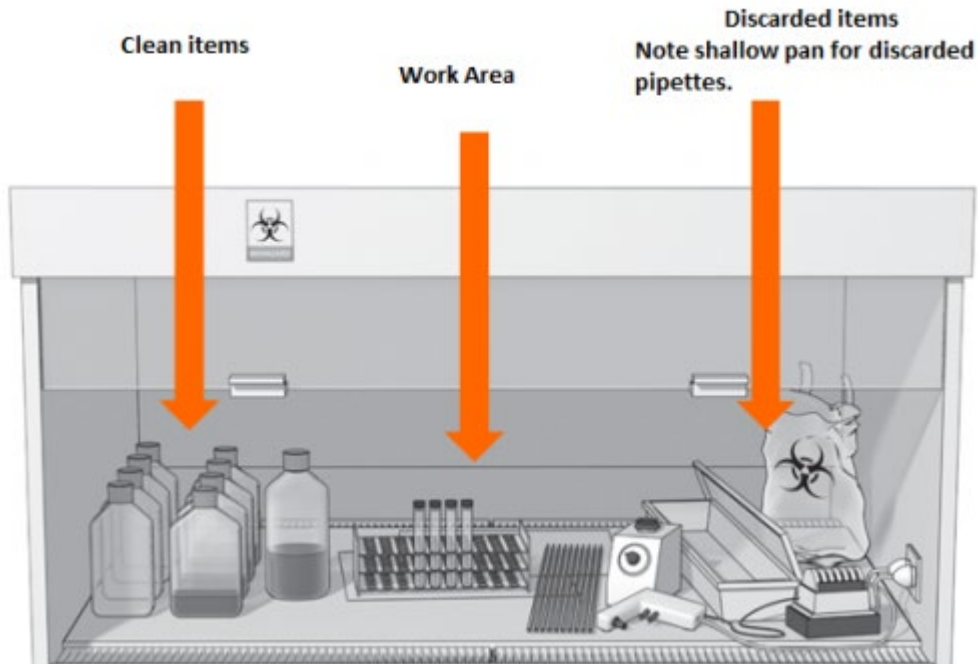 Clean items
Work Area
Discarded items
Note shallow pan for discarded
pipettes.